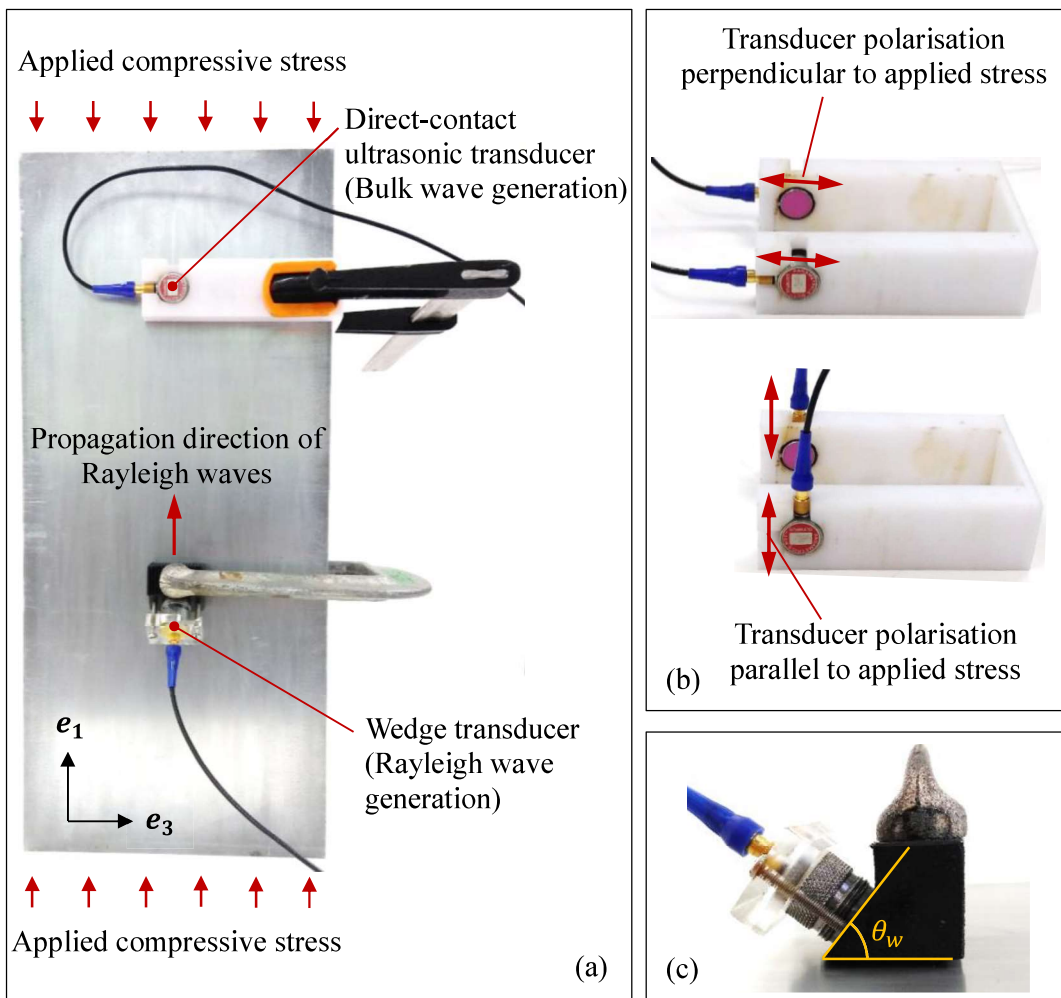 Applied compressive stress
Direct-contact
ultrasonic transducer
(Bulk wave generation)
Propagation direction of
Rayleigh waves
Wedge transducer
(Rayleigh wave
generation)
e₁
e₃
Applied compressive stress
(a)
Transducer polarisation
perpendicular to applied stress
Transducer polarisation
parallel to applied stress
(b)
θ_w
(c)